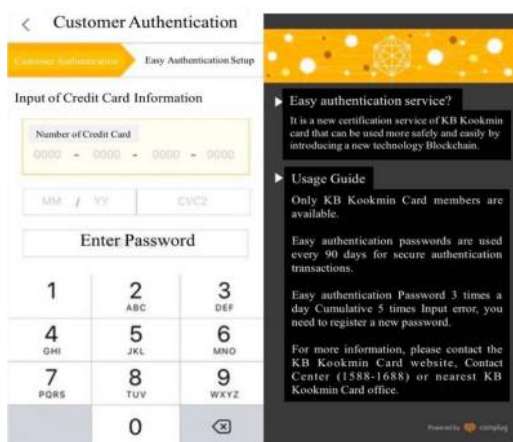 < Customer Authentication
Customer Authentication
Easy Authentication Setup
Input of Credit Card Information
Number of Credit Card
0000 - 0000 - 0000 - 0000
MM / YY
CVC2
Enter Password
1
2
ABC
3
DEF
4
GHI
5
JKL
6
MNO
7
PQRS
8
TUV
9
WXYZ
0
Easy authentication service?
It is a new certification service of KB Kookmin
card that can be used more safely and easily by
introducing a new technology Blockchain.
Usage Guide
Only KB Kookmin Card members are
available.
Easy authentication passwords are used
every 90 days for secure authentication
transactions.
Easy authentication Password 3 times a
day Cumulative 5 times Input error, you
need to register a new password.
For more information, please contact the
KB Kookmin Card website, Contact
Center (1588-1688) or nearest KB
Kookmin Card office.
Powered by coinplug